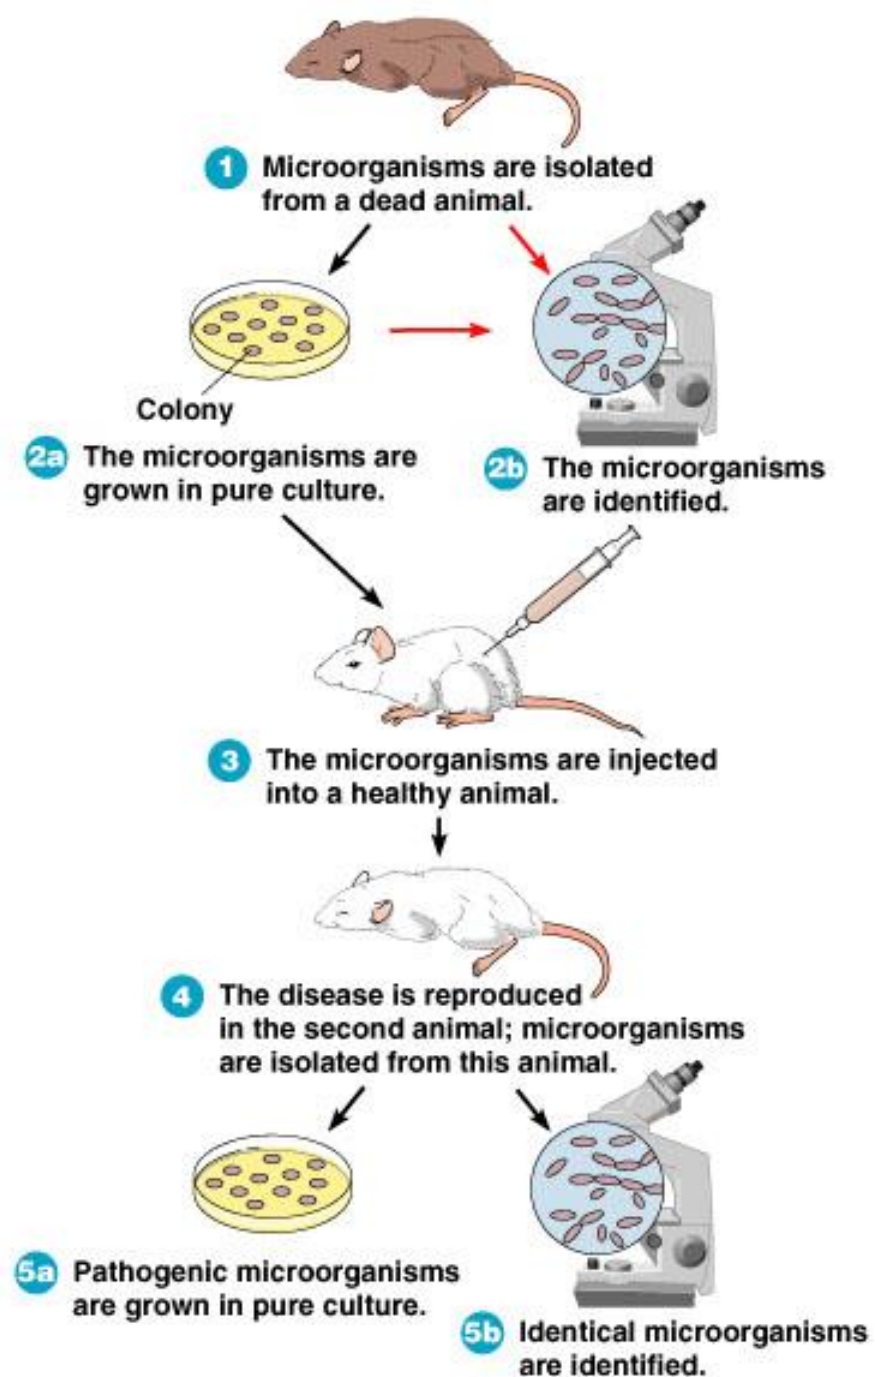 1 Microorganisms are isolated
from a dead animal.
Colony
2a The microorganisms are
grown in pure culture.
2b The microorganisms
are identified.
3 The microorganisms are injected
into a healthy animal.
4 The disease is reproduced
in the second animal; microorganisms
are isolated from this animal.
5a Pathogenic microorganisms
are grown in pure culture.
5b Identical microorganisms
are identified.